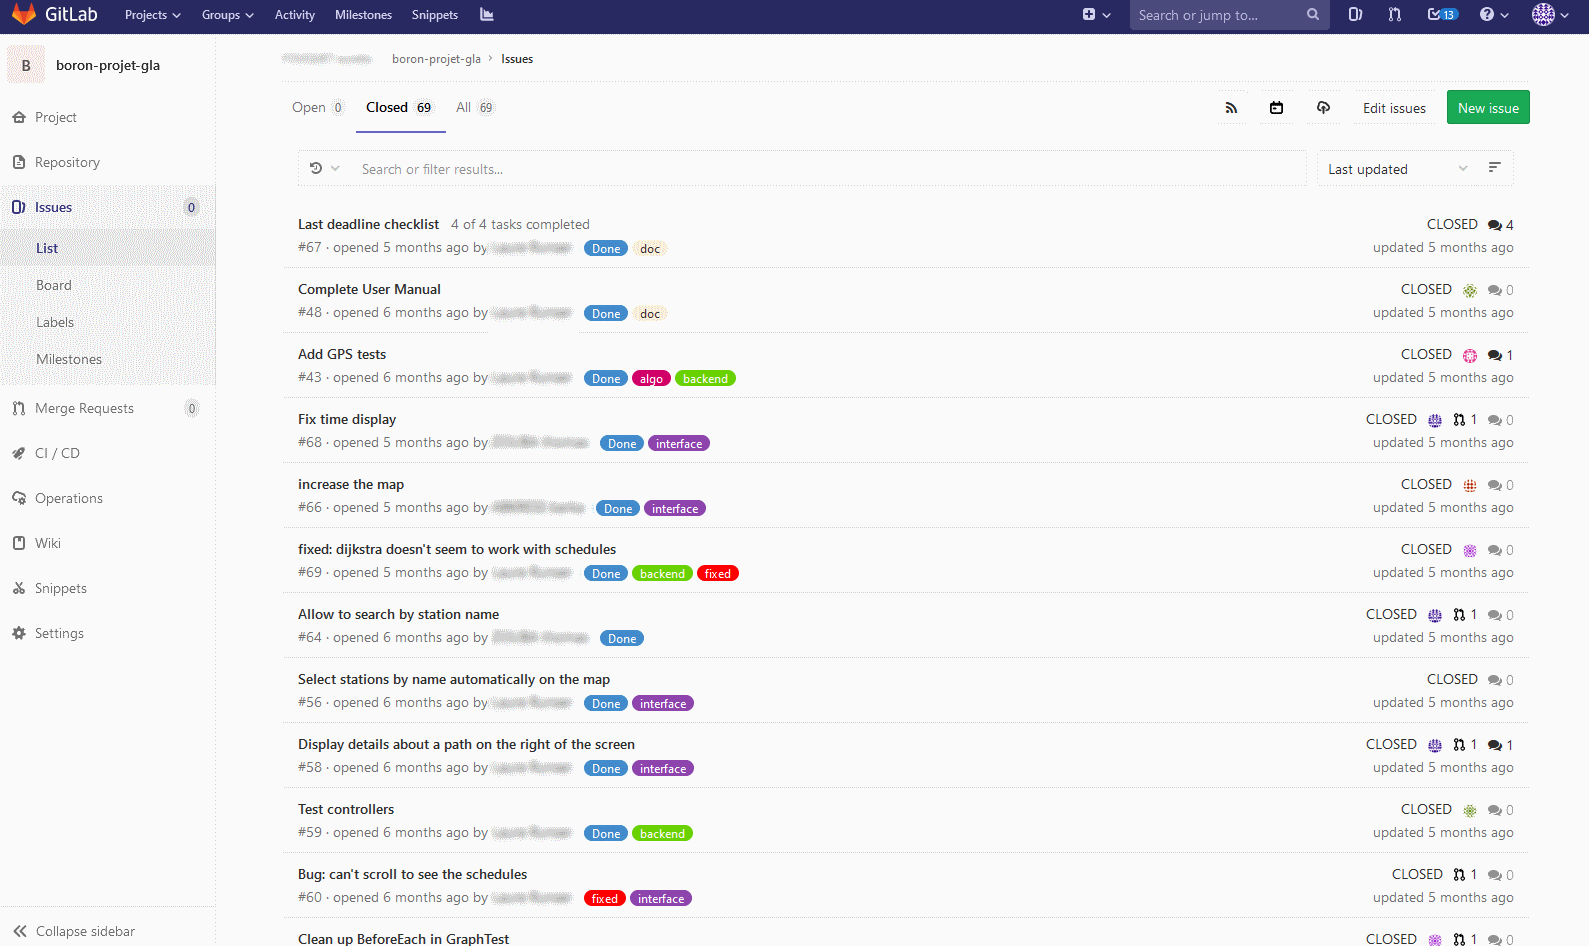 GitLab Projects Groups Activity Milestones Snippets Search or jump to... 13
B boron-projet-gla
Project
Repository
Issues 0
List
Board
Labels
Milestones
Merge Requests 0
CI / CD
Operations
Wiki
Snippets
Settings
Collapse sidebar
boron-projet-gla › Issues
Open 0 Closed 69 All 69 Edit issues New issue
Search or filter results... Last updated
Last deadline checklist 4 of 4 tasks completed CLOSED 4
#67 · opened 5 months ago by Done doc updated 5 months ago
Complete User Manual CLOSED 0
#48 · opened 6 months ago by Done doc updated 5 months ago
Add GPS tests CLOSED 1
#43 · opened 6 months ago by Done algo backend updated 5 months ago
Fix time display CLOSED 1 0
#68 · opened 5 months ago by Done interface updated 5 months ago
increase the map CLOSED 0
#66 · opened 5 months ago by Done interface updated 5 months ago
fixed: dijkstra doesn't seem to work with schedules CLOSED 0
#69 · opened 5 months ago by Done backend fixed updated 5 months ago
Allow to search by station name CLOSED 1 0
#64 · opened 6 months ago by Done updated 5 months ago
Select stations by name automatically on the map CLOSED 0
#56 · opened 6 months ago by Done interface updated 5 months ago
Display details about a path on the right of the screen CLOSED 1 1
#58 · opened 6 months ago by Done interface updated 5 months ago
Test controllers CLOSED 0
#59 · opened 6 months ago by Done backend updated 5 months ago
Bug: can't scroll to see the schedules CLOSED 1 0
#60 · opened 6 months ago by fixed interface updated 5 months ago
Clean up BeforeEach in GraphTest CLOSED 1 0